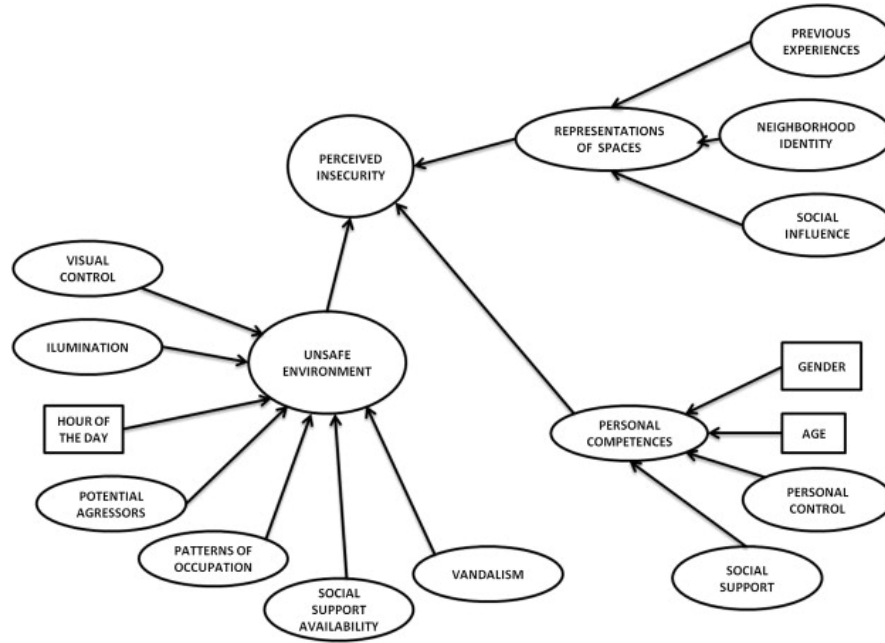 PREVIOUS
EXPERIENCES
REPRESENTATIONS
OF SPACES
NEIGHBORHOOD
IDENTITY
PERCEIVED
INSECURITY
SOCIAL
INFLUENCE
VISUAL
CONTROL
ILUMINATION
UNSAFE
ENVIRONMENT
GENDER
HOUR OF
THE DAY
PERSONAL
COMPETENCES
AGE
POTENTIAL
AGRESSORS
PERSONAL
CONTROL
PATTERNS OF
OCCUPATION
VANDALISM
SOCIAL
SUPPORT
SOCIAL
SUPPORT
AVAILABILITY